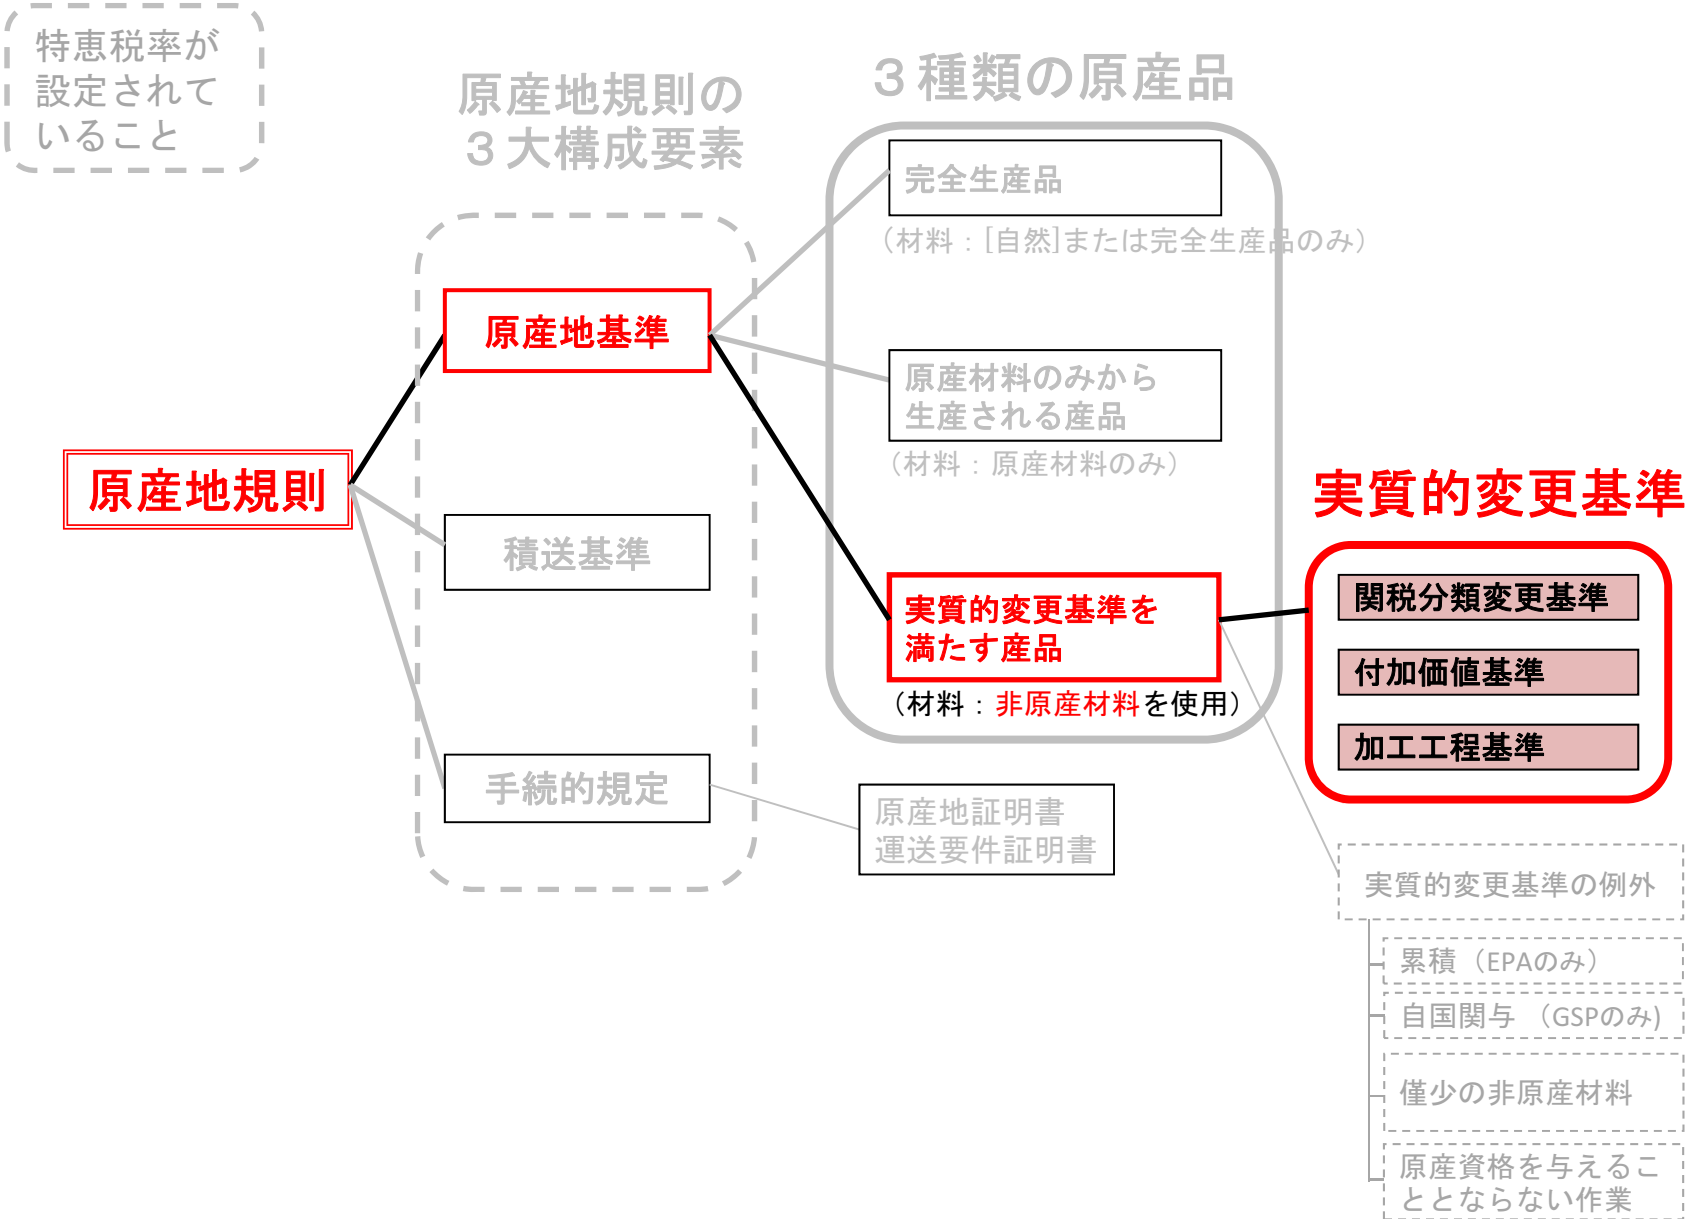 特恵税率が
設定されて
いること
原産地規則の
３大構成要素
３種類の原産品
完全生産品
（材料：[自然]または完全生産品のみ）
原産地基準
原産材料のみから
生産される産品
（材料：原産材料のみ）
原産地規則
積送基準
実質的変更基準
実質的変更基準を
満たす産品
（材料：非原産材料を使用）
関税分類変更基準
付加価値基準
加工工程基準
手続的規定
原産地証明書
運送要件証明書
実質的変更基準の例外
累積（EPAのみ）
自国関与 （GSPのみ)
僅少の非原産材料
原産資格を与えるこ
ととならない作業